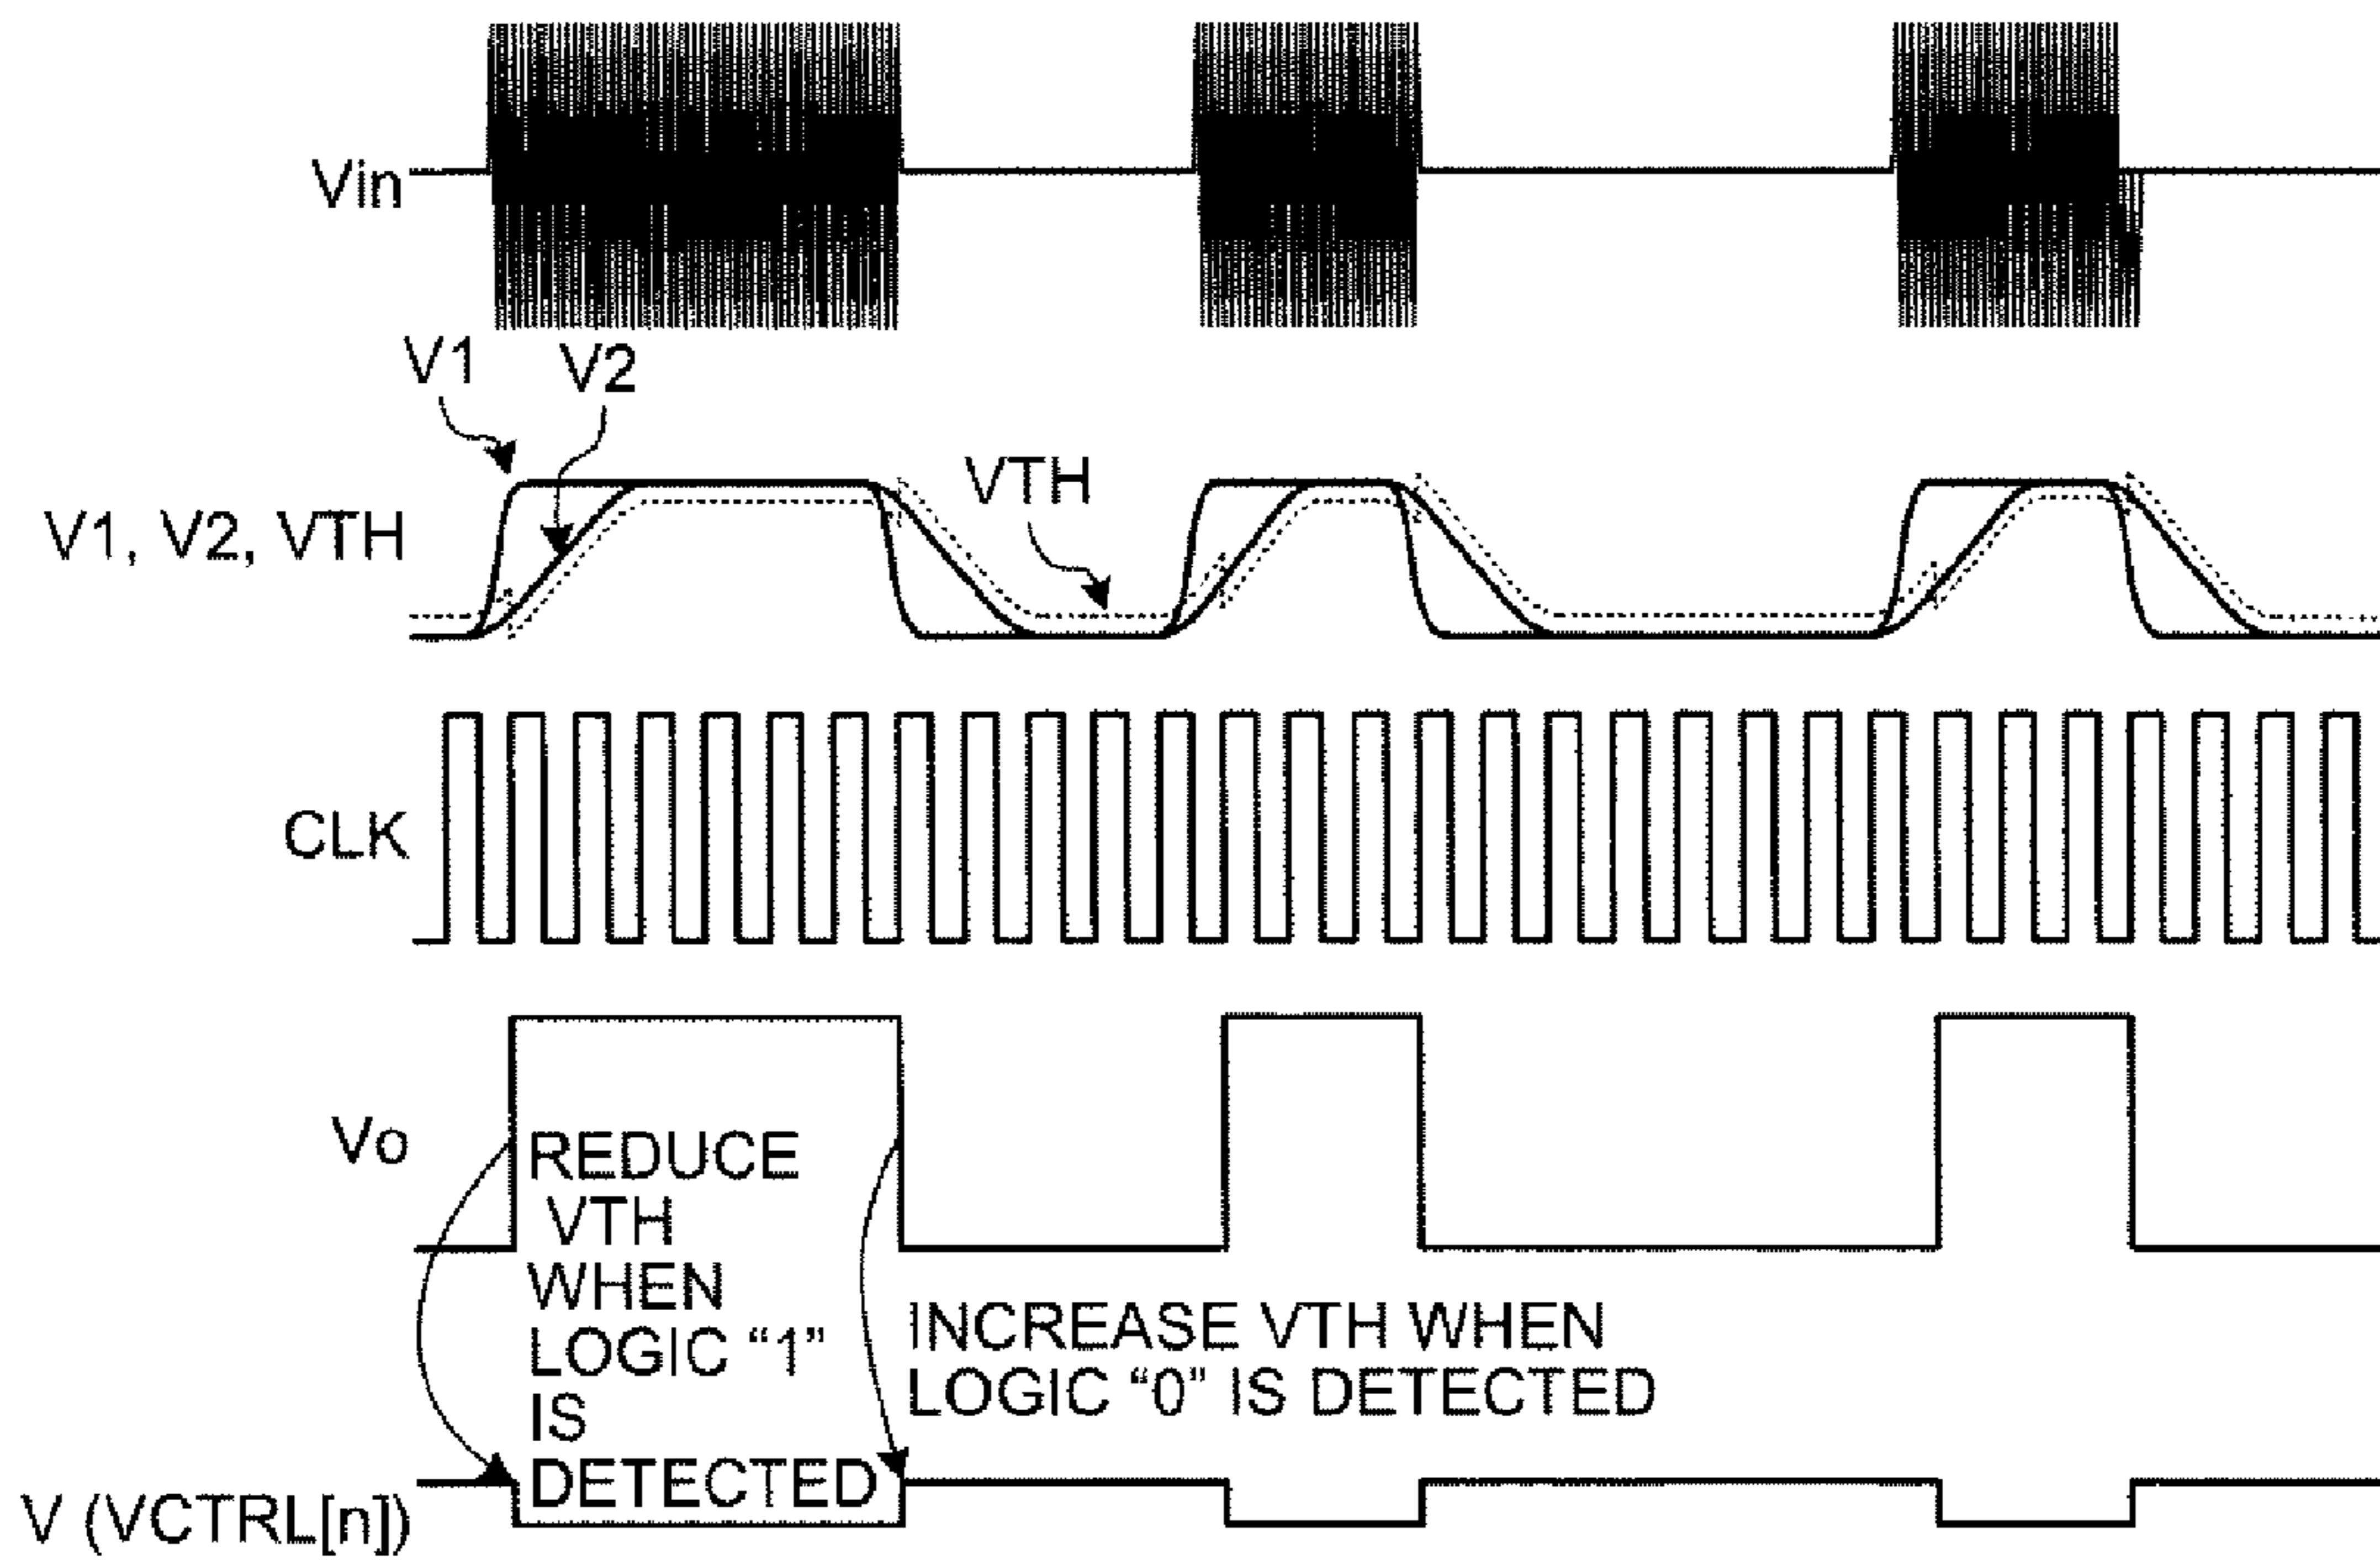 Vin
V1
V2
VTH
V1, V2, VTH
CLK
Vo
REDUCE
VTH
WHEN
LOGIC “1”
IS
DETECTED
INCREASE VTH WHEN
LOGIC “0” IS DETECTED
V (VCTRL[n])